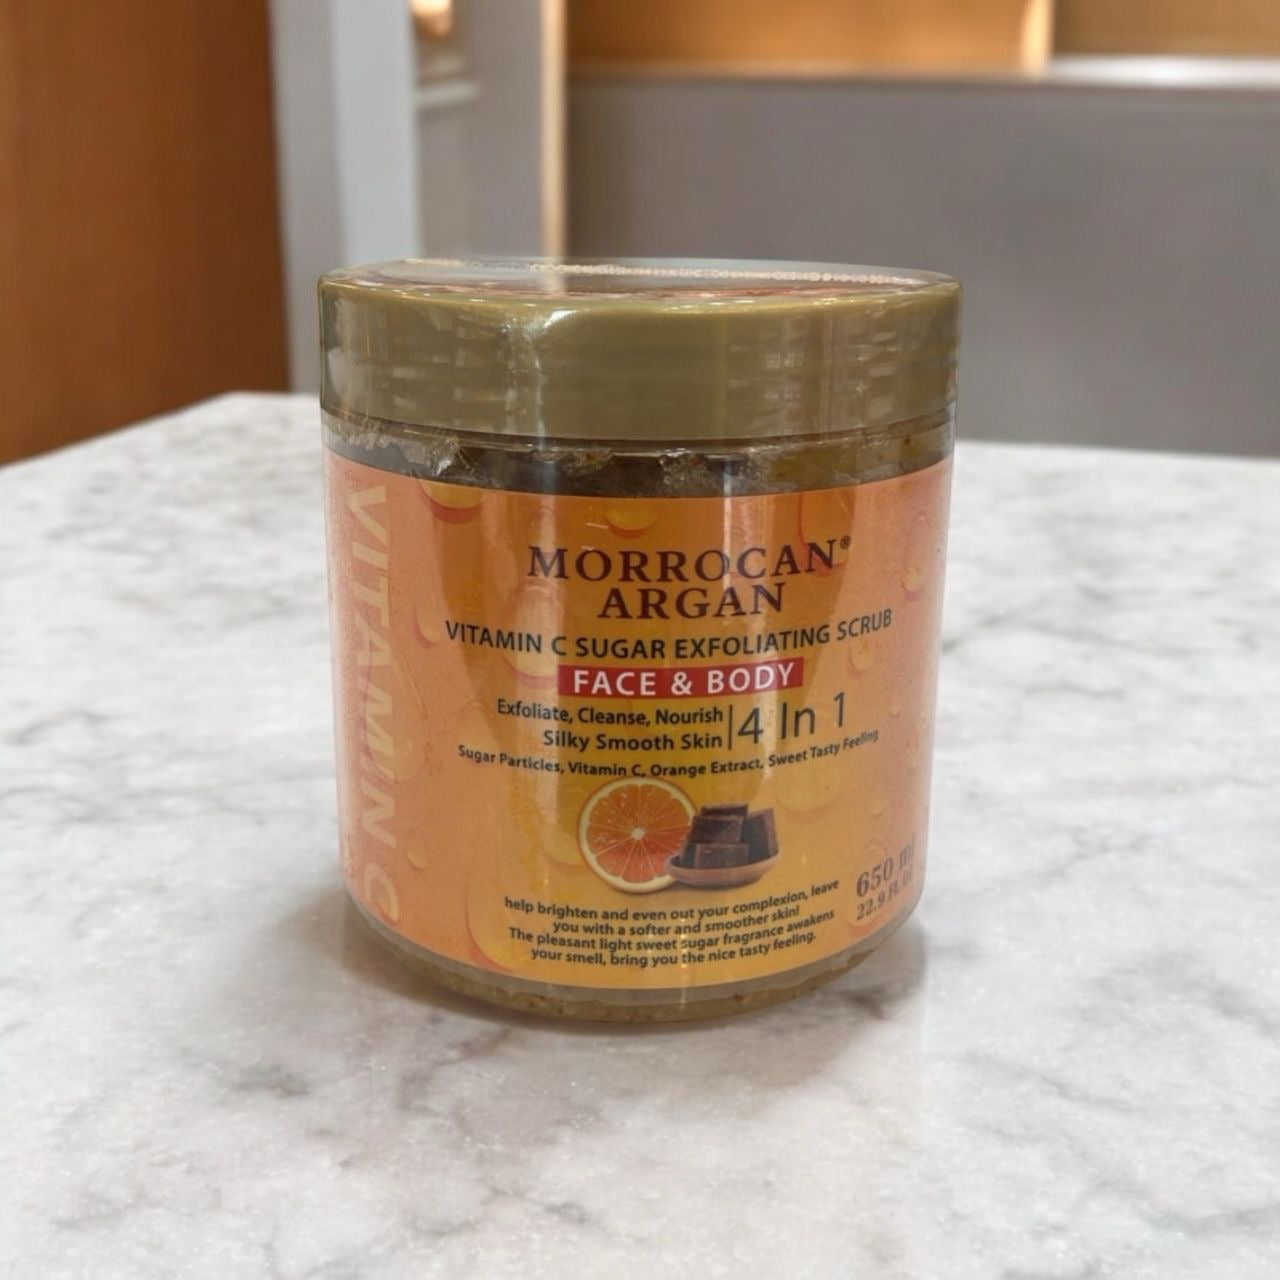 VITAMIN C
MORROCAN®
ARGAN
VITAMIN C SUGAR EXFOLIATING SCRUB
FACE & BODY
Exfoliate, Cleanse, Nourish
Silky Smooth Skin
4 In 1
Sugar Particles, Vitamin C, Orange Extract, Sweet Tasty Feeling
help brighten and even out your complexion, leave
you with a softer and smoother skin!
The pleasant light sweet sugar fragrance awakens
your smell, bring you the nice tasty feeling.
650 ml
22.9 Fl. Oz